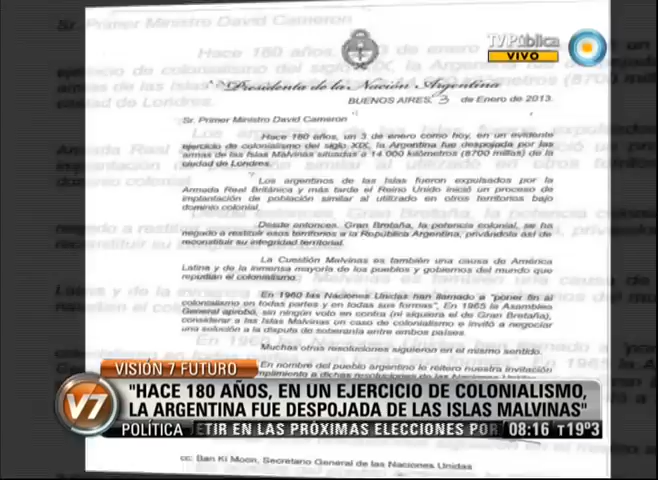 TV Pública
VIVO
Presidenta de la Nación Argentina
BUENOS AIRES, 3 de Enero de 2013.
Sr. Primer Ministro David Cameron
Hace 180 años, un 3 de enero como hoy, en un evidente
ejercicio de colonialismo del siglo XIX, la Argentina fue despojada por las
armas de las Islas Malvinas situadas a 14 000 kilómetros (8700 millas) de la
ciudad de Londres.
Los argentinos de las Islas fueron expulsados por la
Armada Real Británica y más tarde el Reino Unido inició un proceso de
implantación de población similar al utilizado en otros territorios bajo
dominio colonial.
Desde entonces, Gran Bretaña, la potencia colonial, se ha
negado a restituir esos territorios a la República Argentina, privándola así de
reconstituir su integridad territorial.
La Cuestión Malvinas es también una causa de América
Latina y de la inmensa mayoría de los pueblos y gobiernos del mundo que
repudian el colonialismo.
En 1960 las Naciones Unidas han llamado a "poner fin al
colonialismo en todas partes y en todas sus formas". En 1965 la Asamblea
General aprobó, sin ningún voto en contra (ni siquiera el de Gran Bretaña),
considerar a las Islas Malvinas un caso de colonialismo e invitó a negociar
una solución a la disputa de soberanía entre ambos países.
Muchas otras resoluciones siguieron en el mismo sentido.
En nombre del pueblo argentino le reitero nuestra invitación
VISIÓN 7 FUTURO
V7
"HACE 180 AÑOS, EN UN EJERCICIO DE COLONIALISMO,
LA ARGENTINA FUE DESPOJADA DE LAS ISLAS MALVINAS"
POLÍTICA ETIR EN LAS PRÓXIMAS ELECCIONES POR 08:16 T19°3
cc: Ban Ki Moon, Secretario General de las Naciones Unidas